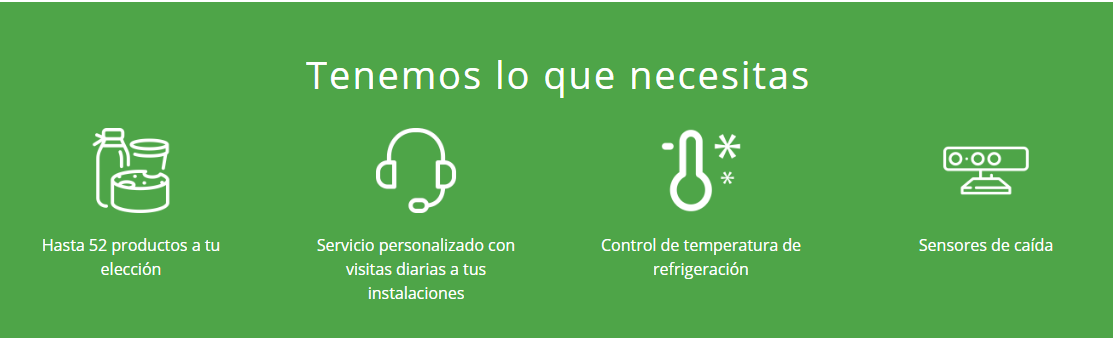 Tenemos lo que necesitas
Hasta 52 productos a tu
elección
Servicio personalizado con
visitas diarias a tus
instalaciones
Control de temperatura de
refrigeración
Sensores de caída